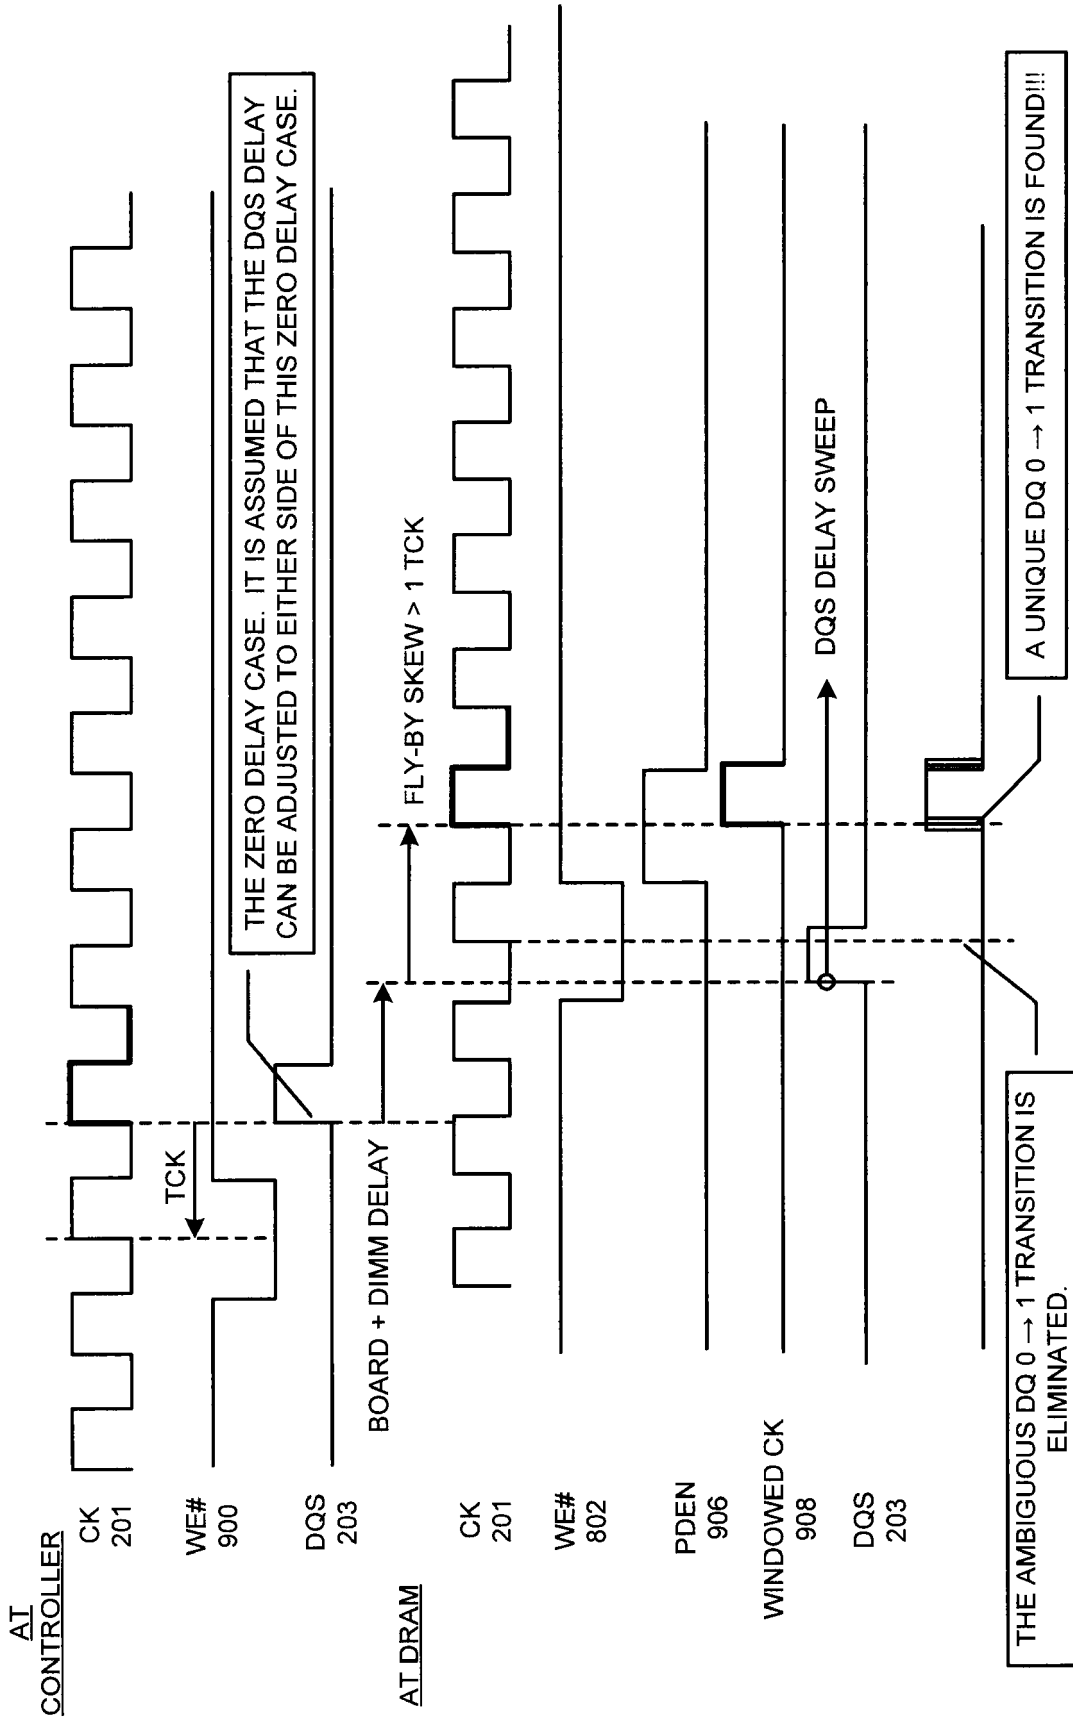 AT
CONTROLLER
CK
201
WE#
900
TCK
DQS
203
THE ZERO DELAY CASE. IT IS ASSUMED THAT THE DQS DELAY
CAN BE ADJUSTED TO EITHER SIDE OF THIS ZERO DELAY CASE.
BOARD + DIMM DELAY
FLY-BY SKEW > 1 TCK
AT DRAM
CK
201
WE#
802
PDEN
906
WINDOWED CK
908
DQS
203
DQS DELAY SWEEP
THE AMBIGUOUS DQ 0 → 1 TRANSITION IS
ELIMINATED.
A UNIQUE DQ 0 → 1 TRANSITION IS FOUND!!!